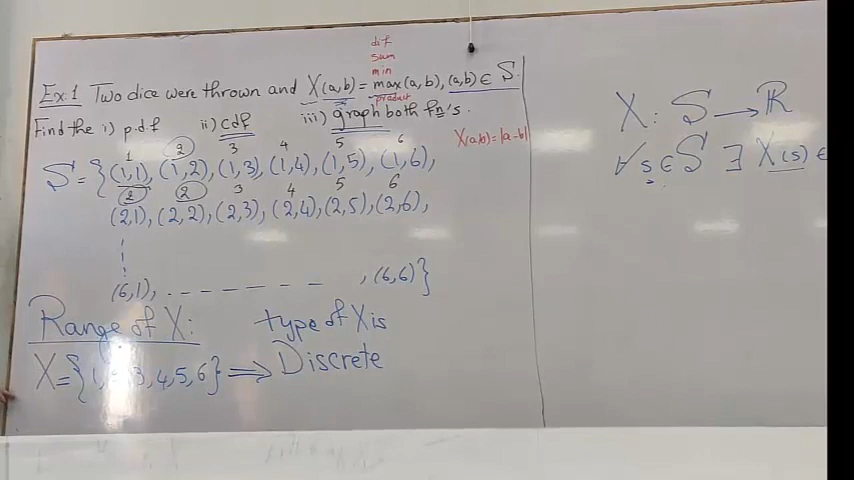 dif
sum
min
Ex.1 Two dice were thrown and X(a,b) = max(a,b), (a,b) ∈ S.
product
Find the i) p.d.f ii) cdf iii) graph both fn's.
X(a,b) = |a-b|
1 2 3 4 5 6
S = {(1,1), (1,2), (1,3), (1,4), (1,5), (1,6),
2 2 3 4 5 6
(2,1), (2,2), (2,3), (2,4), (2,5), (2,6),
(6,1), - - - - - - - , (6,6)}
Range of X: type of X is
X = {1, 3, 4, 5, 6} ⟹ Discrete
X : S ⟶ ℝ
∀ s ∈ S ∃ X(s) ∈